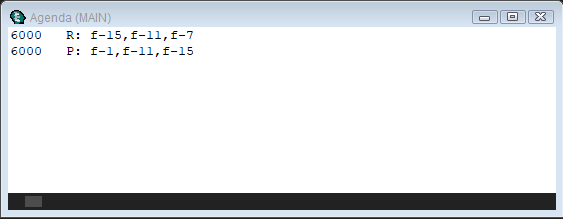 Agenda (MAIN)
6000   R: f-15,f-11,f-7
6000   P: f-1,f-11,f-15